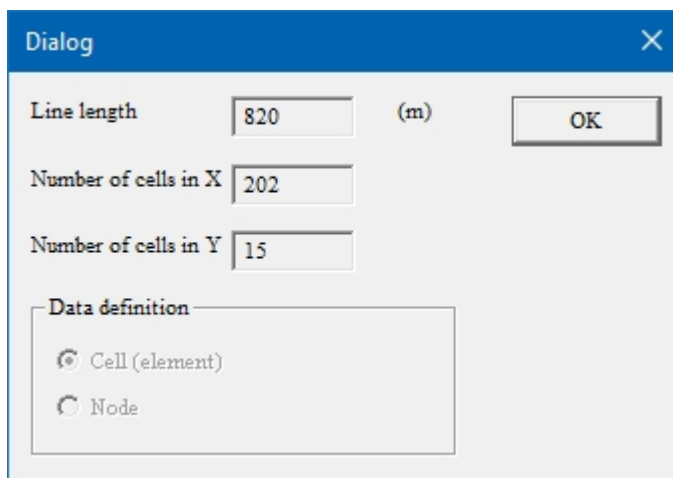 Dialog
Line length 820 (m) OK
Number of cells in X 202
Number of cells in Y 15
Data definition
Cell (element)
Node